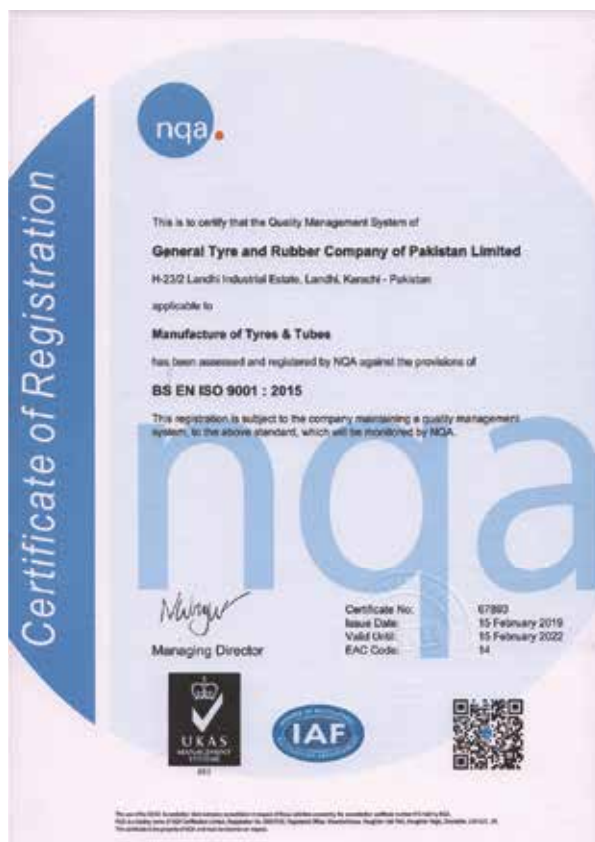 Certificate of Registration
nqa.
This is to certify that the Quality Management System of
General Tyre and Rubber Company of Pakistan Limited
H-23/2 Landhi Industrial Estate, Landhi, Karachi - Pakistan
applicable to
Manufacture of Tyres & Tubes
has been assessed and registered by NQA against the provisions of
BS EN ISO 9001 : 2015
This registration is subject to the company maintaining a quality management
system, to the above standard, which will be monitored by NQA.
nqa
Managing Director
Certificate No: 67893
Issue Date: 15 February 2019
Valid Until: 15 February 2022
EAC Code: 14
UKAS
MANAGEMENT
SYSTEMS
IAF